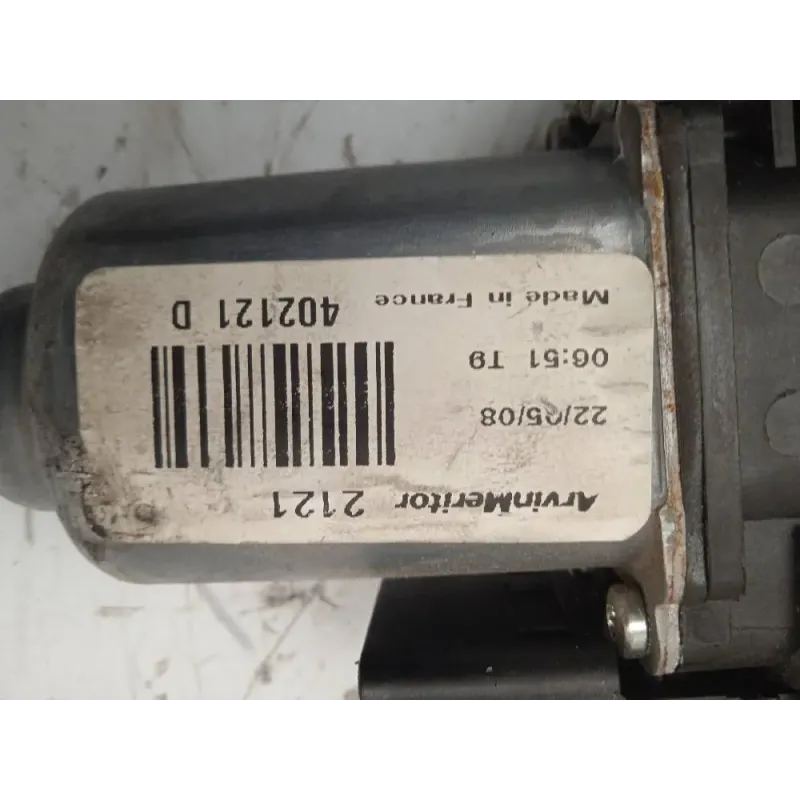 ArvinMeritor 2121
22/05/08
06:51 T9
402121 D
Made in France